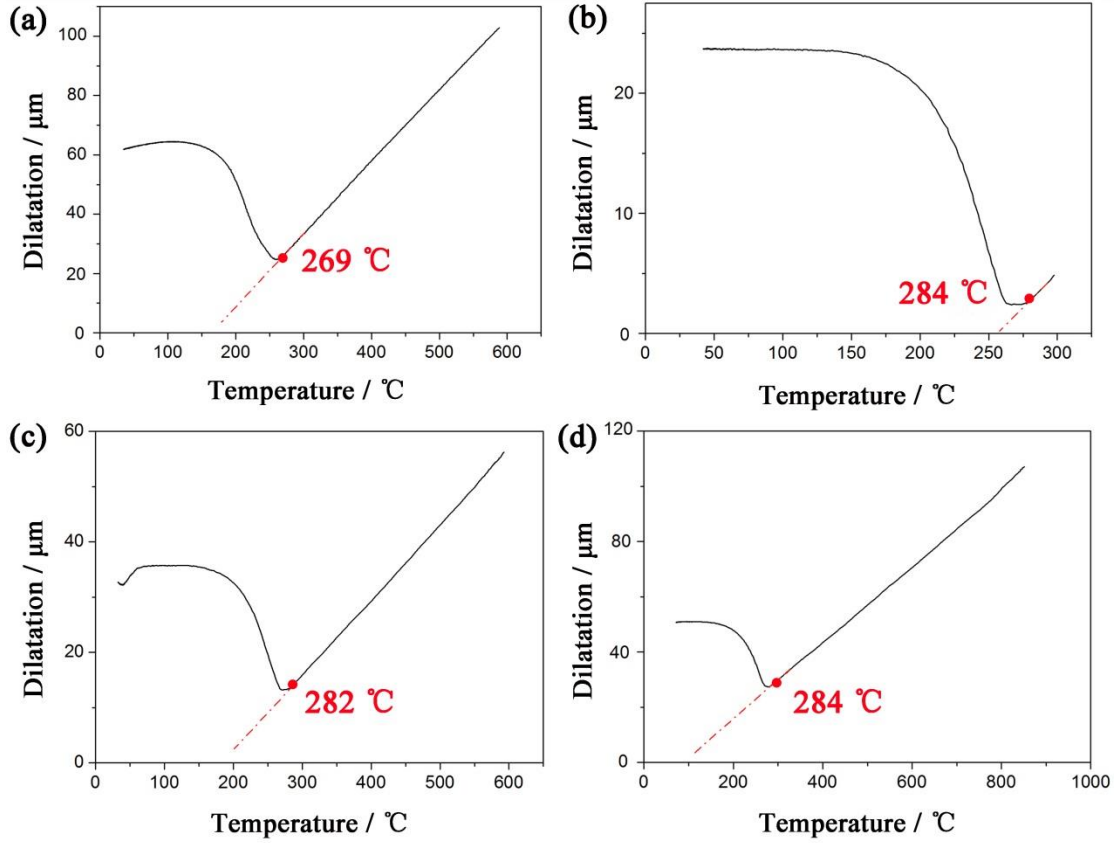 (a)
100
80
60
40
20
0
Dilatation / μm
269 ℃
0 100 200 300 400 500 600
Temperature / ℃
(b)
20
10
0
Dilatation / μm
284 ℃
0 50 100 150 200 250 300
Temperature / ℃
(c)
60
40
20
0
Dilatation / μm
282 ℃
0 100 200 300 400 500 600
Temperature / ℃
(d)
120
80
40
0
Dilatation / μm
284 ℃
0 200 400 600 800 1000
Temperature / ℃